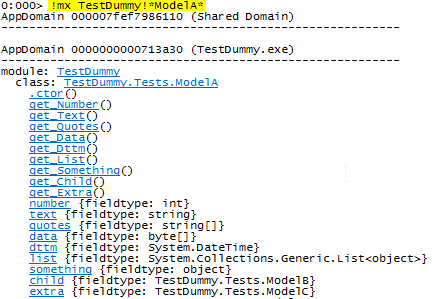 0:000> !mx TestDummy!*ModelA*
AppDomain 000007fef7986110 (Shared Domain)
--------------------------------------------------
AppDomain 0000000000713a30 (TestDummy.exe)
--------------------------------------------------
module: TestDummy
class: TestDummy.Tests.ModelA
.ctor()
get_Number()
get_Text()
get_Quotes()
get_Data()
get_Dttm()
get_List()
get_Something()
get_Child()
get_Extra()
number {fieldtype: int}
text {fieldtype: string}
quotes {fieldtype: string[]}
data {fieldtype: byte[]}
dttm {fieldtype: System.DateTime}
list {fieldtype: System.Collections.Generic.List<object>}
something {fieldtype: object}
child {fieldtype: TestDummy.Tests.ModelB}
extra {fieldtype: TestDummy.Tests.ModelC}